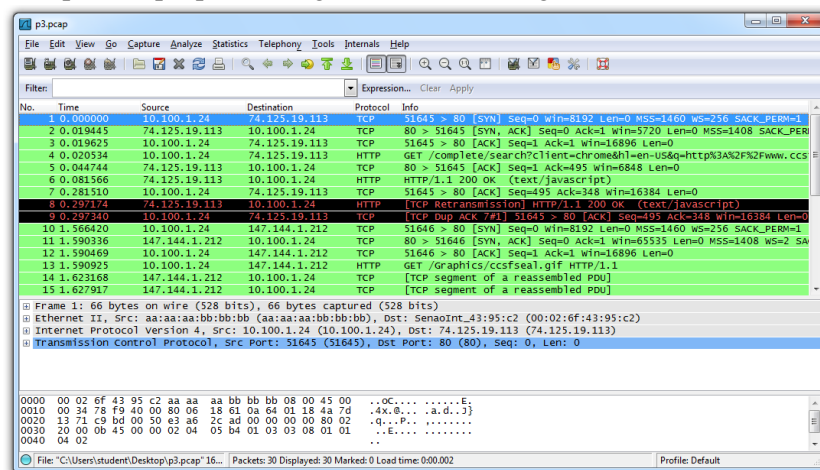 p3.pcap
File Edit View Go Capture Analyze Statistics Telephony Tools Internals Help
Filter: Expression... Clear Apply
No. Time Source Destination Protocol Info
1 0.000000 10.100.1.24 74.125.19.113 TCP 51645 > 80 [SYN] Seq=0 Win=8192 Len=0 MSS=1460 WS=256 SACK_PERM=1
2 0.019445 74.125.19.113 10.100.1.24 TCP 80 > 51645 [SYN, ACK] Seq=0 Ack=1 Win=5720 Len=0 MSS=1408 SACK_PER
3 0.019625 10.100.1.24 74.125.19.113 TCP 51645 > 80 [ACK] Seq=1 Ack=1 Win=16896 Len=0
4 0.020534 10.100.1.24 74.125.19.113 HTTP GET /complete/search?client=chrome&hl=en-US&q=http%3A%2F%2Fwww.ccs
5 0.044744 74.125.19.113 10.100.1.24 TCP 80 > 51645 [ACK] Seq=1 Ack=495 Win=6848 Len=0
6 0.081566 74.125.19.113 10.100.1.24 HTTP HTTP/1.1 200 OK (text/javascript)
7 0.281510 10.100.1.24 74.125.19.113 TCP 51645 > 80 [ACK] Seq=495 Ack=348 Win=16384 Len=0
8 0.297174 74.125.19.113 10.100.1.24 HTTP [TCP Retransmission] HTTP/1.1 200 OK (text/javascript)
9 0.297340 10.100.1.24 74.125.19.113 TCP [TCP Dup ACK 7#1] 51645 > 80 [ACK] Seq=495 Ack=348 Win=16384 Len=0
10 1.566420 10.100.1.24 147.144.1.212 TCP 51646 > 80 [SYN] Seq=0 Win=8192 Len=0 MSS=1460 WS=256 SACK_PERM=1
11 1.590336 147.144.1.212 10.100.1.24 TCP 80 > 51646 [SYN, ACK] Seq=0 Ack=1 Win=65535 Len=0 MSS=1408 WS=2 SA
12 1.590469 10.100.1.24 147.144.1.212 TCP 51646 > 80 [ACK] Seq=1 Ack=1 Win=16896 Len=0
13 1.590925 10.100.1.24 147.144.1.212 HTTP GET /Graphics/ccsfseal.gif HTTP/1.1
14 1.623168 147.144.1.212 10.100.1.24 TCP [TCP segment of a reassembled PDU]
15 1.627917 147.144.1.212 10.100.1.24 TCP [TCP segment of a reassembled PDU]
Frame 1: 66 bytes on wire (528 bits), 66 bytes captured (528 bits)
Ethernet II, Src: aa:aa:aa:bb:bb:bb (aa:aa:aa:bb:bb:bb), Dst: SenaoInt_43:95:c2 (00:02:6f:43:95:c2)
Internet Protocol Version 4, Src: 10.100.1.24 (10.100.1.24), Dst: 74.125.19.113 (74.125.19.113)
Transmission Control Protocol, Src Port: 51645 (51645), Dst Port: 80 (80), Seq: 0, Len: 0
0000 00 02 6f 43 95 c2 aa aa aa bb bb bb 08 00 45 00 ..oC.... ......E.
0010 00 34 78 f9 40 00 80 06 18 61 0a 64 01 18 4a 7d .4x.@... .a.d..J}
0020 13 71 c9 bd 00 50 e3 a6 2c ad 00 00 00 00 80 02 .q...P.. ,.......
0030 20 00 0b 45 00 00 02 04 05 b4 01 03 03 08 01 01 ..E.... ........
0040 04 02 ..
File: "C:\Users\student\Desktop\p3.pcap" 16... Packets: 30 Displayed: 30 Marked: 0 Load time: 0:00.002 Profile: Default